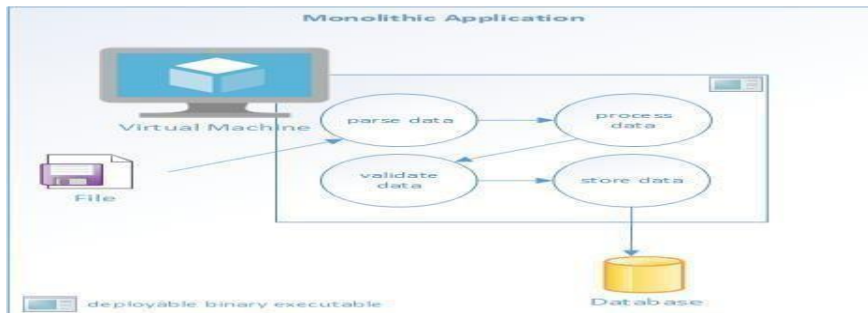 Monolithic Application
Virtual Machine
parse data
process
data
File
validate
data
store data
deployable binary executable
Database